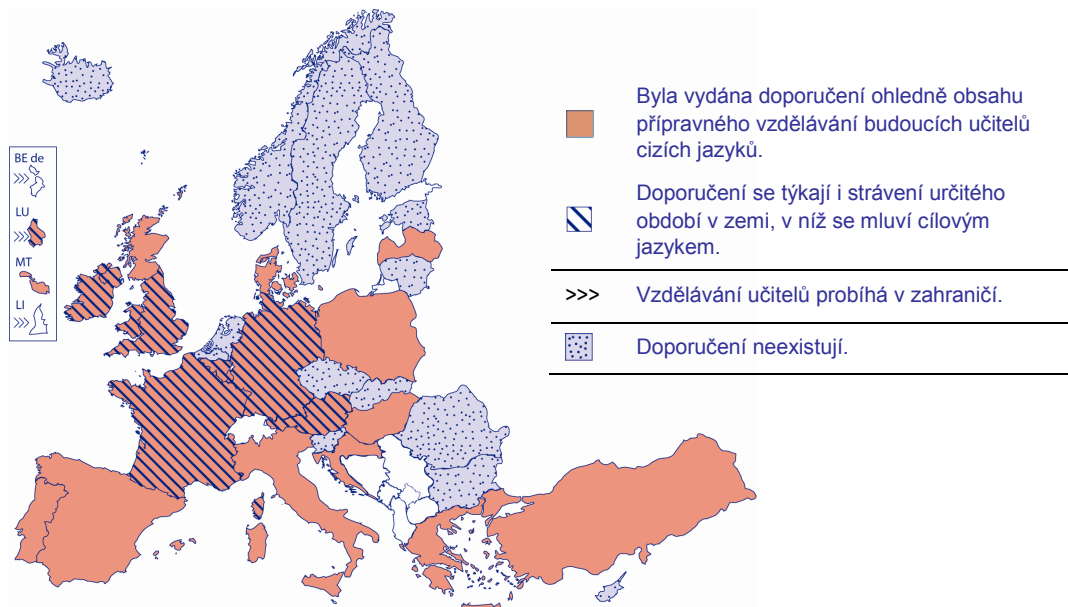 BE de
>>>
LU
>>>
MT
LI
>>>
Byla vydána doporučení ohledně obsahu
přípravného vzdělávání budoucích učitelů
cizích jazyků.
Doporučení se týkají i strávení určitého
období v zemi, v níž se mluví cílovým
jazykem.
>>> Vzdělávání učitelů probíhá v zahraničí.
Doporučení neexistují.